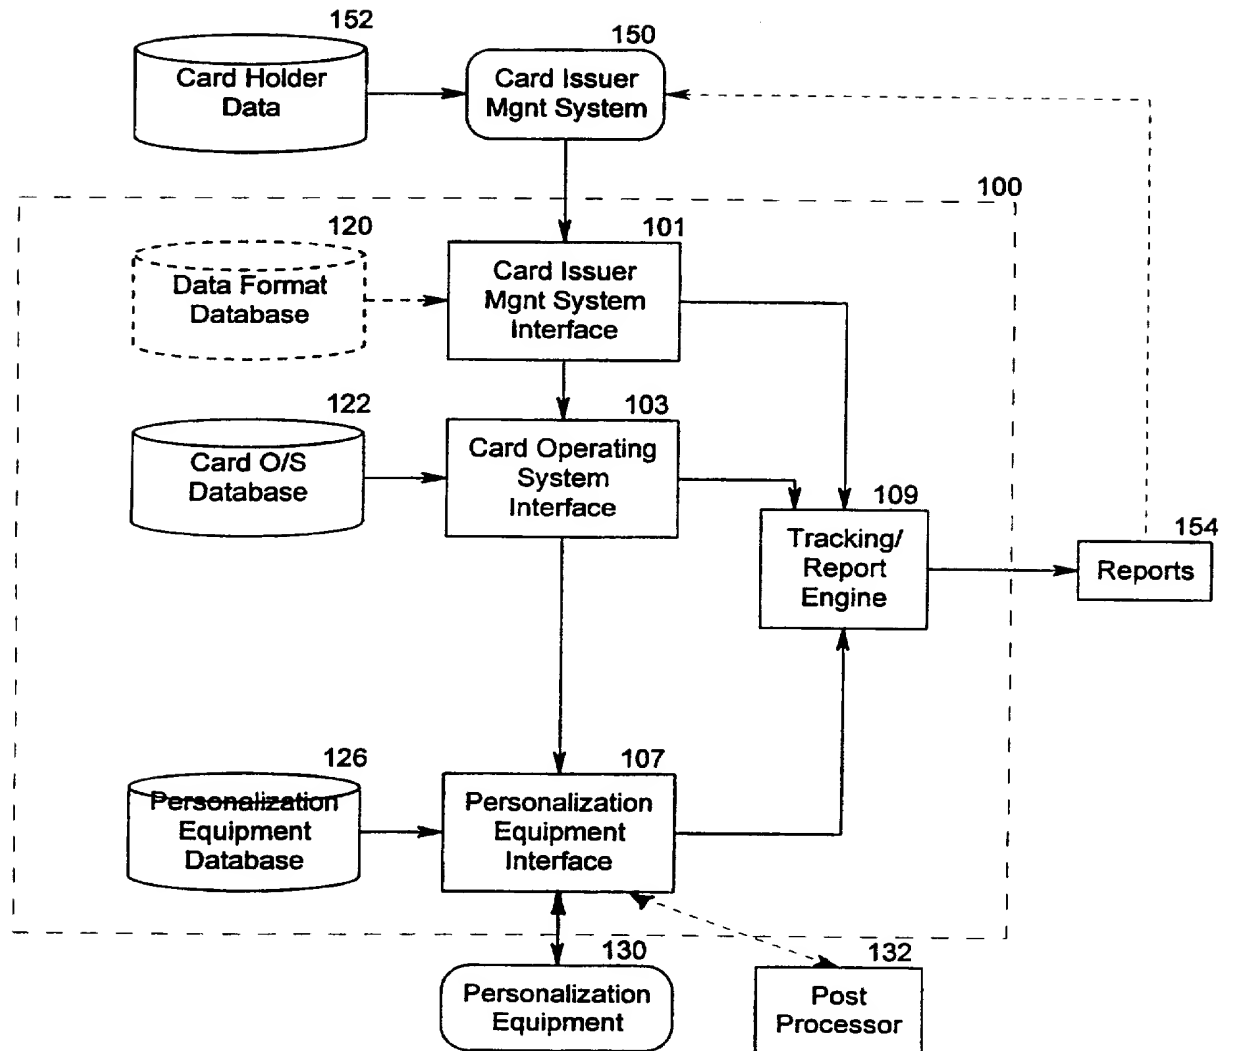 152
Card Holder
Data
150
Card Issuer
Mgnt System
100
120
Data Format
Database
101
Card Issuer
Mgnt System
Interface
122
Card O/S
Database
103
Card Operating
System
Interface
109
Tracking/
Report
Engine
154
Reports
126
Personalization
Equipment
Database
107
Personalization
Equipment
Interface
130
Personalization
Equipment
132
Post
Processor